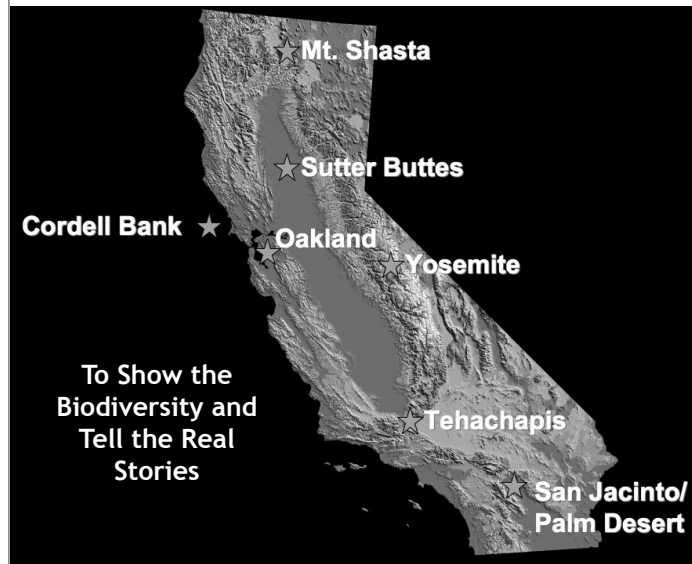 Mt. Shasta
Sutter Buttes
Cordell Bank
Oakland
Yosemite
To Show the
Biodiversity and
Tell the Real
Stories
Tehachapis
San Jacinto/
Palm Desert